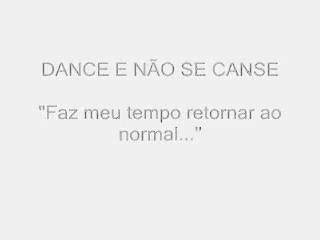 DANCE E NÃO SE CANSE
"Faz meu tempo retornar ao
normal..."